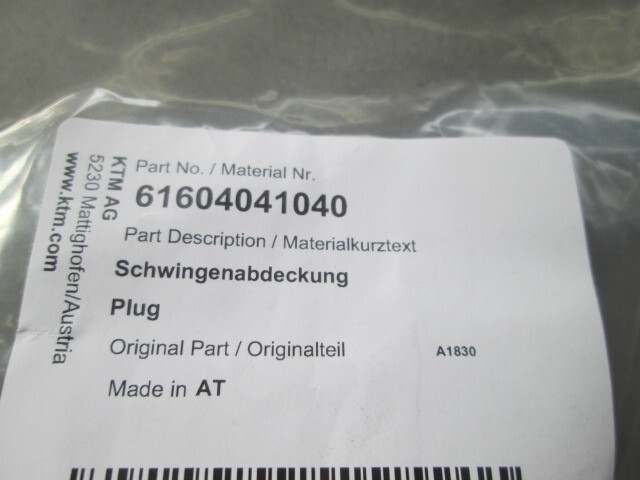 Part No. / Material Nr.
61604041040
Part Description / Materialkurztext
Schwingenabdeckung
Plug
Original Part / Originalteil A1830
Made in AT
KTM AG
5230 Mattighofen/Austria
www.ktm.com